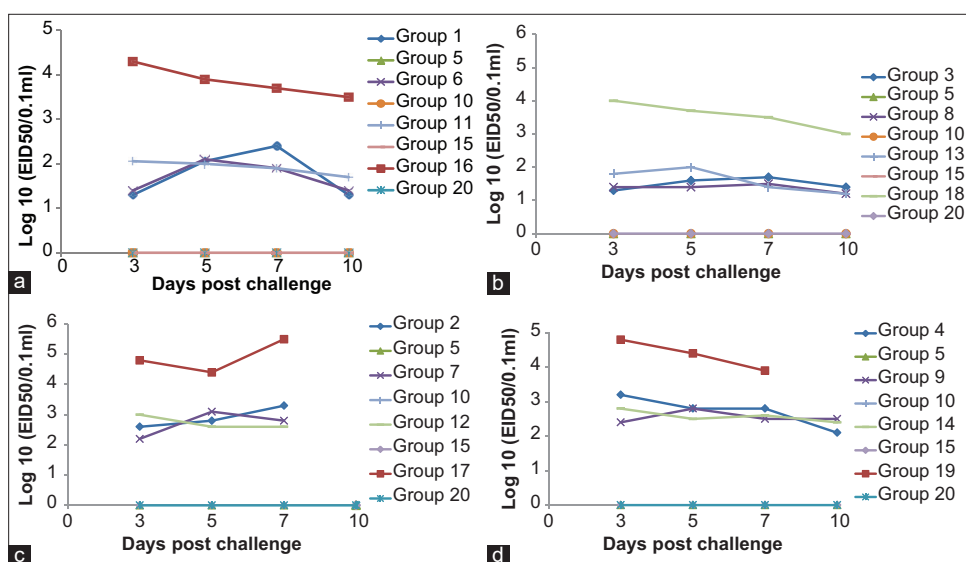 5
4
3
2
1
0
Log 10 (EID50/0.1ml)
0 3 5 7 10
Days post challenge
Group 1
Group 5
Group 6
Group 10
Group 11
Group 15
Group 16
Group 20
a
6
5
4
3
2
1
0
Log 10 (EID50/0.1ml)
0 3 5 7 10
Days post challenge
Group 3
Group 5
Group 8
Group 10
Group 13
Group 15
Group 18
Group 20
b
6
5
4
3
2
1
0
Log 10 (EID50/0.1ml)
0 3 5 7 10
Days post challenge
Group 2
Group 5
Group 7
Group 10
Group 12
Group 15
Group 17
Group 20
c
5
4
3
2
1
0
Log 10 (EID50/0.1ml)
0 3 5 7 10
Days post challenge
Group 4
Group 5
Group 9
Group 10
Group 14
Group 15
Group 19
Group 20
d